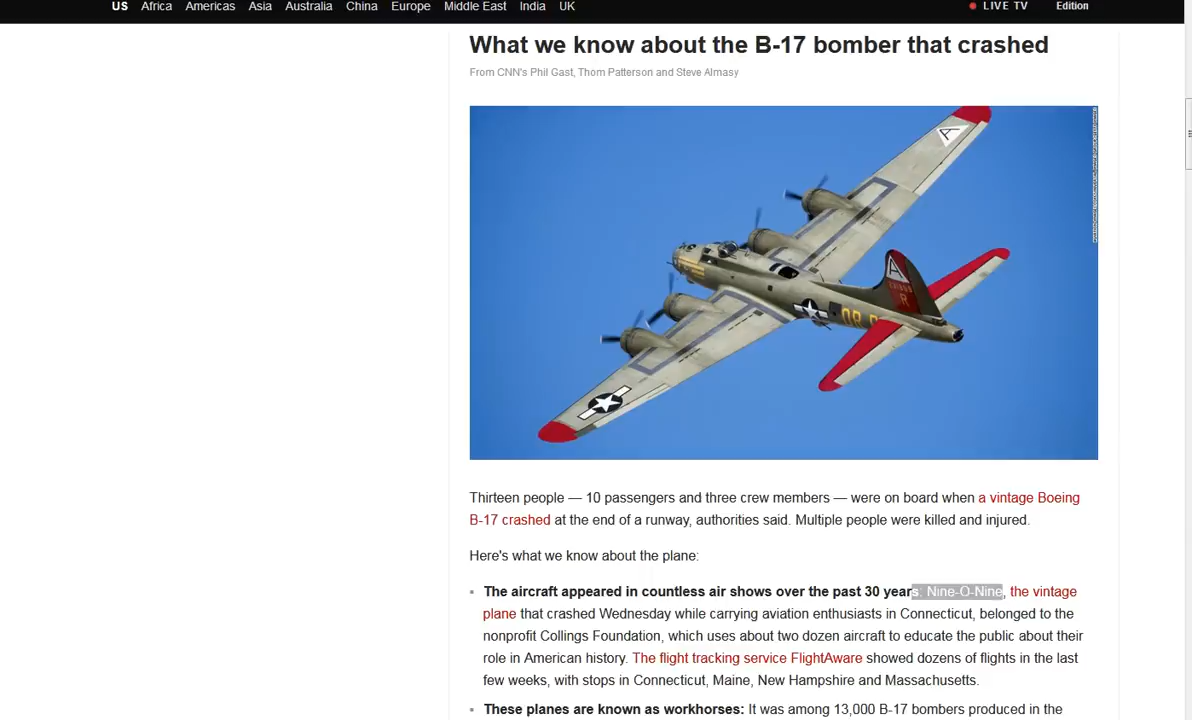 US Africa Americas Asia Australia China Europe Middle East India UK LIVE TV Edition
What we know about the B-17 bomber that crashed
From CNN's Phil Gast, Thom Patterson and Steve Almasy
A
A
R
Thirteen people — 10 passengers and three crew members — were on board when a vintage Boeing
B-17 crashed at the end of a runway, authorities said. Multiple people were killed and injured.
Here's what we know about the plane:
• The aircraft appeared in countless air shows over the past 30 years: Nine-O-Nine, the vintage
plane that crashed Wednesday while carrying aviation enthusiasts in Connecticut, belonged to the
nonprofit Collings Foundation, which uses about two dozen aircraft to educate the public about their
role in American history. The flight tracking service FlightAware showed dozens of flights in the last
few weeks, with stops in Connecticut, Maine, New Hampshire and Massachusetts.
• These planes are known as workhorses: It was among 13,000 B-17 bombers produced in the